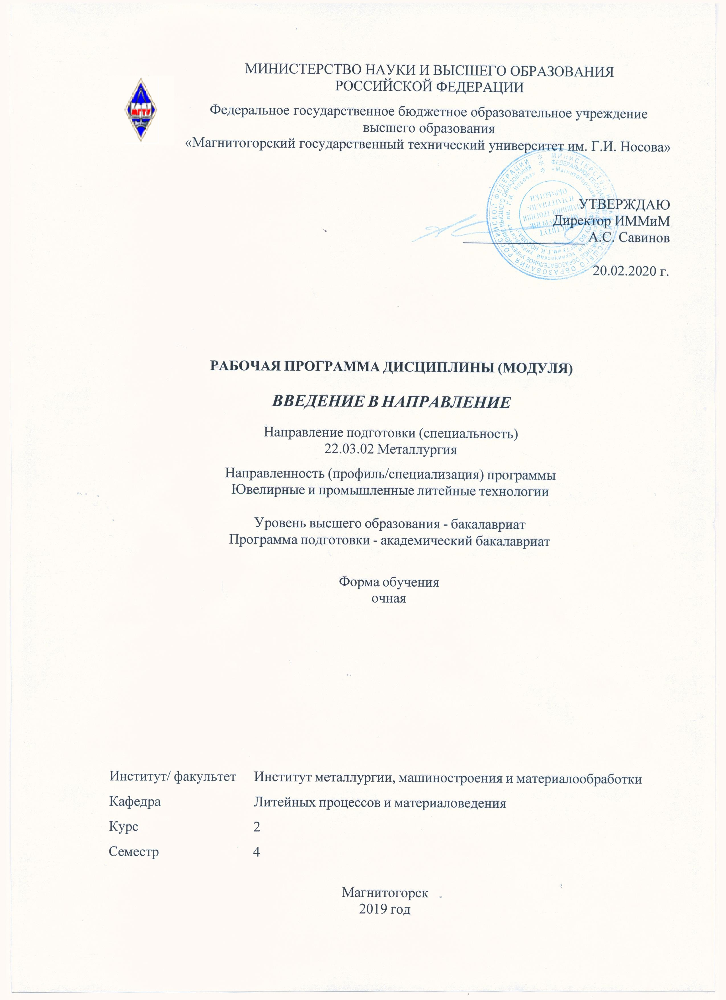 МИНИСТЕРСТВО НАУКИ И ВЫСШЕГО ОБРАЗОВАНИЯ
РОССИЙСКОЙ ФЕДЕРАЦИИ
МГТУ
Федеральное государственное бюджетное образовательное учреждение
высшего образования
«Магнитогорский государственный технический университет им. Г.И. Носова»
УТВЕРЖДАЮ
Директор ИММиМ
А.С. Савинов
20.02.2020 г.
РАБОЧАЯ ПРОГРАММА ДИСЦИПЛИНЫ (МОДУЛЯ)
ВВЕДЕНИЕ В НАПРАВЛЕНИЕ
Направление подготовки (специальность)
22.03.02 Металлургия
Направленность (профиль/специализация) программы
Ювелирные и промышленные литейные технологии
Уровень высшего образования - бакалавриат
Программа подготовки - академический бакалавриат
Форма обучения
очная
Институт/ факультет Институт металлургии, машиностроения и материалообработки
Кафедра Литейных процессов и материаловедения
Курс 2
Семестр 4
Магнитогорск
2019 год